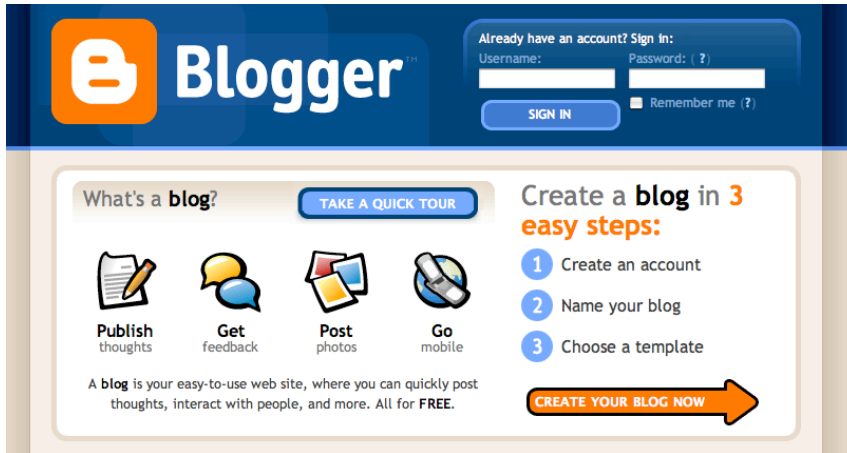 Blogger™
Already have an account? Sign in:
Username:
Password: ( ? )
SIGN IN
Remember me (?)
What's a blog?
TAKE A QUICK TOUR
Publish
thoughts
Get
feedback
Post
photos
Go
mobile
A blog is your easy-to-use web site, where you can quickly post
thoughts, interact with people, and more. All for FREE.
Create a blog in 3
easy steps:
1 Create an account
2 Name your blog
3 Choose a template
CREATE YOUR BLOG NOW